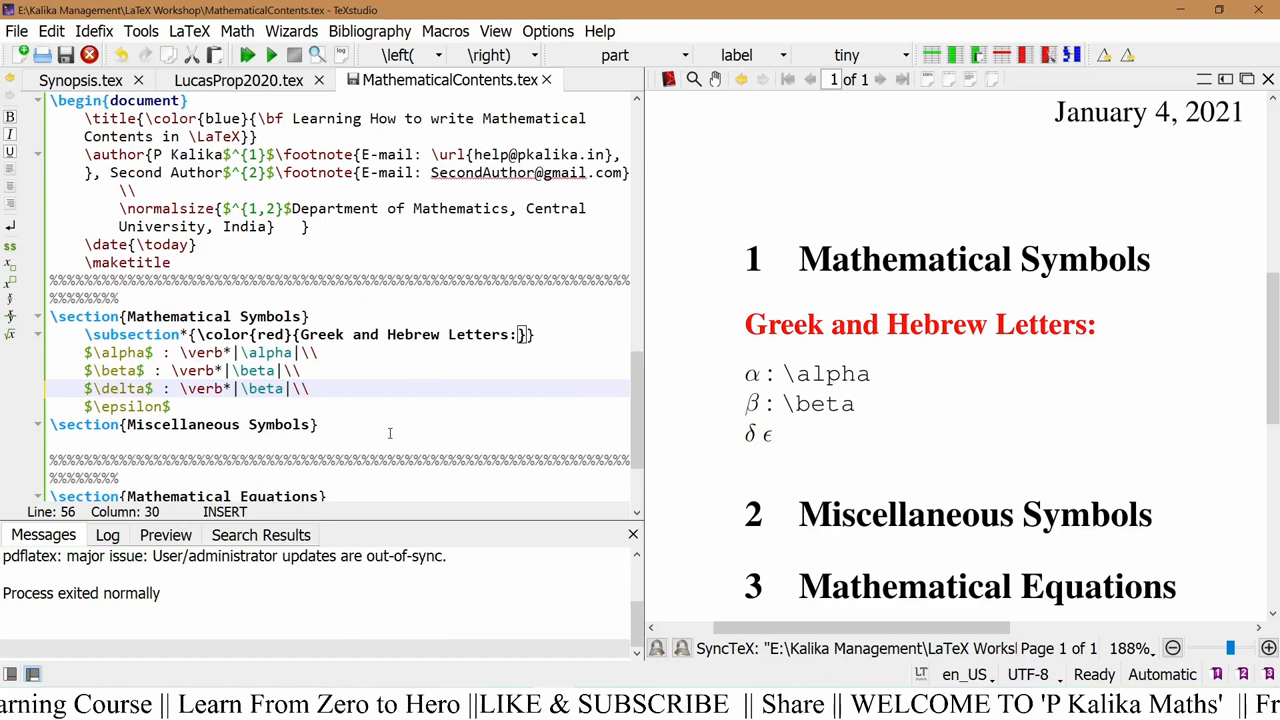 E:\Kalika Management\LaTeX Workshop\MathematicalContents.tex - TeXstudio
File Edit Idefix Tools LaTeX Math Wizards Bibliography Macros View Options Help
\left( \right) part label tiny
Synopsis.tex LucasProp2020.tex MathematicalContents.tex
1 of 1
\begin{document}
\title{\color{blue}{\bf Learning How to write Mathematical
Contents in \LaTeX}}
\author{P Kalika$^{1}$\footnote{E-mail: \url{help@pkalika.in},
}, Second Author$^{2}$\footnote{E-mail: SecondAuthor@gmail.com}
\\
\normalsize{$^{1,2}$Department of Mathematics, Central
University, India} }
\date{\today}
\maketitle
%%%%%%%%%%%%%%%%%%%%%%%%%%%%%%%%%%%%%%%%%%%%%%%%%%%%%%%%%%%%%%%%%
%%%%%%%%
\section{Mathematical Symbols}
\subsection*{\color{red}{Greek and Hebrew Letters:}}
$\alpha$ : \verb*|\alpha|\\
$\beta$ : \verb*|\beta|\\
$\delta$ : \verb*|\beta|\\
$\epsilon$
\section{Miscellaneous Symbols}
%%%%%%%%%%%%%%%%%%%%%%%%%%%%%%%%%%%%%%%%%%%%%%%%%%%%%%%%%%%%%%%%%
%%%%%%%%
\section{Mathematical Equations}
Line: 56 Column: 30 INSERT
Messages Log Preview Search Results
pdflatex: major issue: User/administrator updates are out-of-sync.
Process exited normally
January 4, 2021
1 Mathematical Symbols
Greek and Hebrew Letters:
α : \alpha
β : \beta
δ ϵ
2 Miscellaneous Symbols
3 Mathematical Equations
SyncTeX: "E:\Kalika Management\LaTeX Works Page 1 of 1 188%
LT en_US UTF-8 Ready Automatic 1 2 3
arning Course || Learn From Zero to Hero ||LIKE & SUBSCRIBE || Share || WELCOME TO 'P Kalika Maths' || Fr